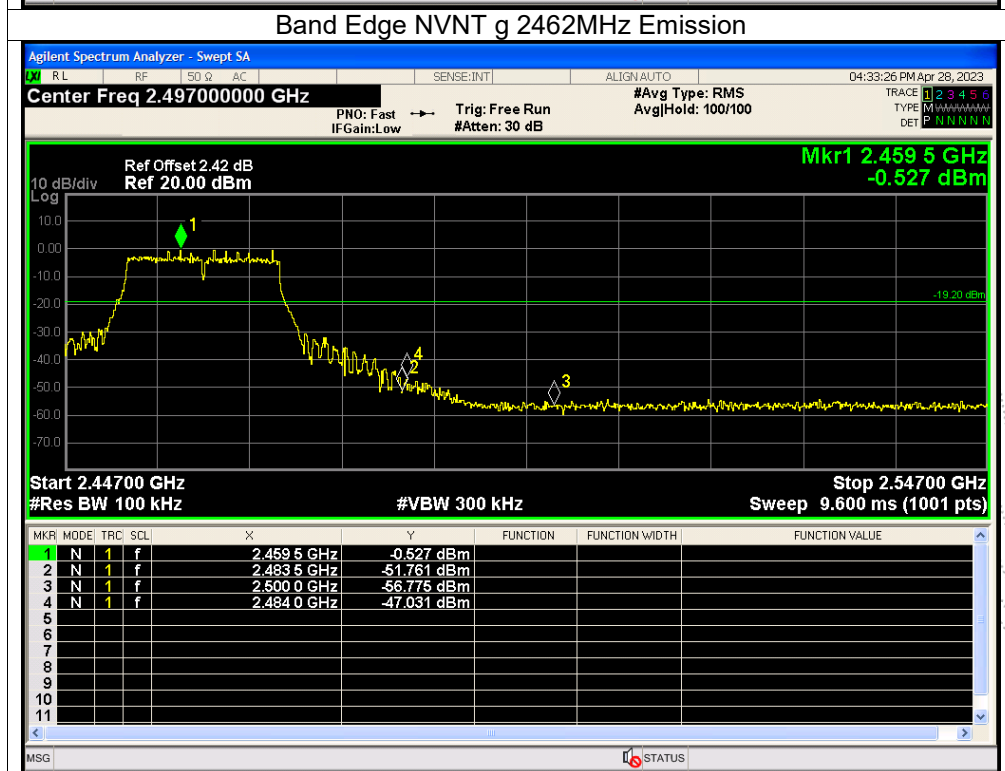 Band Edge NVNT g 2462MHz Emission
Agilent Spectrum Analyzer - Swept SA
LXI RL RF 50 Ω AC SENSE:INT ALIGNAUTO 04:33:26 PM Apr 28, 2023
Center Freq 2.497000000 GHz #Avg Type: RMS TRACE 1 2 3 4 5 6
PNO: Fast Trig: Free Run Avg|Hold: 100/100 TYPE M WWWWWW
IFGain:Low #Atten: 30 dB DET P N N N N N
Mkr1 2.459 5 GHz
-0.527 dBm
Ref Offset 2.42 dB
10 dB/div Ref 20.00 dBm
Log
10.0
0.00
-10.0
-20.0
-30.0
-40.0
-50.0
-60.0
-70.0
1
-19.20 dBm
4
2
3
Start 2.44700 GHz Stop 2.54700 GHz
#Res BW 100 kHz #VBW 300 kHz Sweep 9.600 ms (1001 pts)
MKR MODE TRC SCL X Y FUNCTION FUNCTION WIDTH FUNCTION VALUE
1 N 1 f 2.459 5 GHz -0.527 dBm
2 N 1 f 2.483 5 GHz -51.761 dBm
3 N 1 f 2.500 0 GHz -56.775 dBm
4 N 1 f 2.484 0 GHz -47.031 dBm
5
6
7
8
9
10
11
MSG STATUS